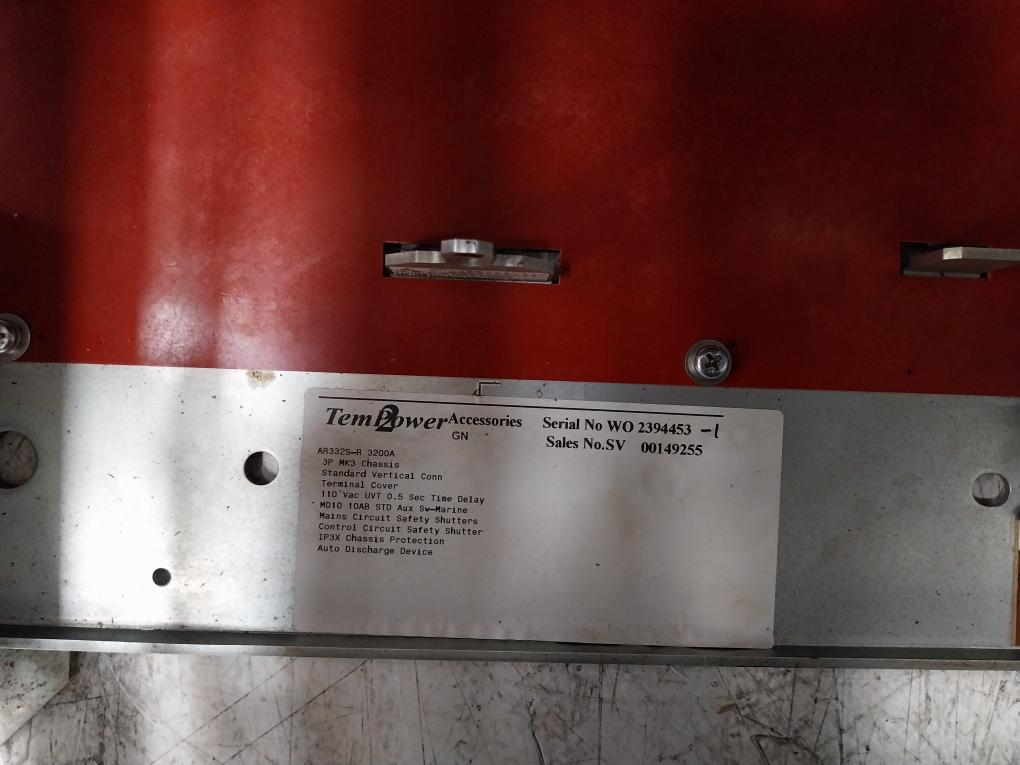 TemPower2 Accessories
GN
Serial No WO 2394453 -1
Sales No.SV 00149255
AR332S-R 3200A
3P MK3 Chassis
Standard Vertical Conn
Terminal Cover
110 Vac UVT 0.5 Sec Time Delay
M010 10AB STD Aux Sw-Marine
Mains Circuit Safety Shutters
Control Circuit Safety Shutter
IP3X Chassis Protection
Auto Discharge Device